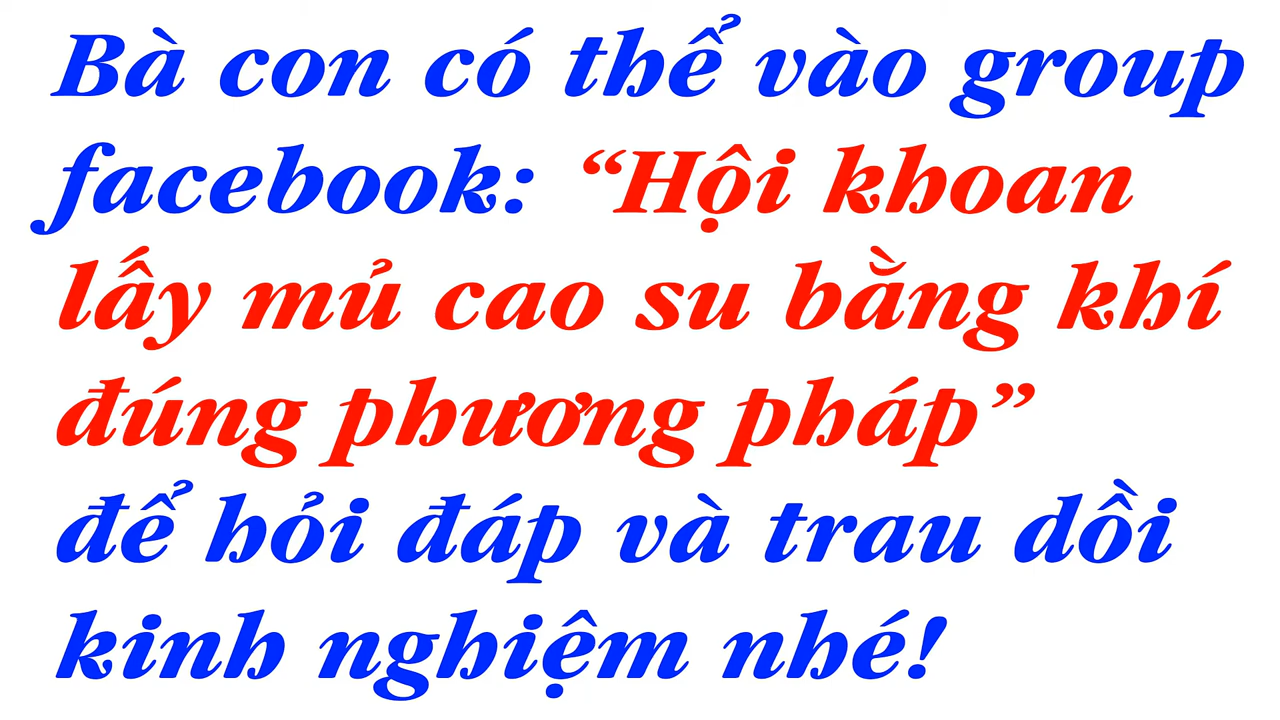 Bà con có thể vào group
facebook: “Hội khoan
lấy mủ cao su bằng khí
đúng phương pháp”
để hỏi đáp và trau dồi
kinh nghiệm nhé!